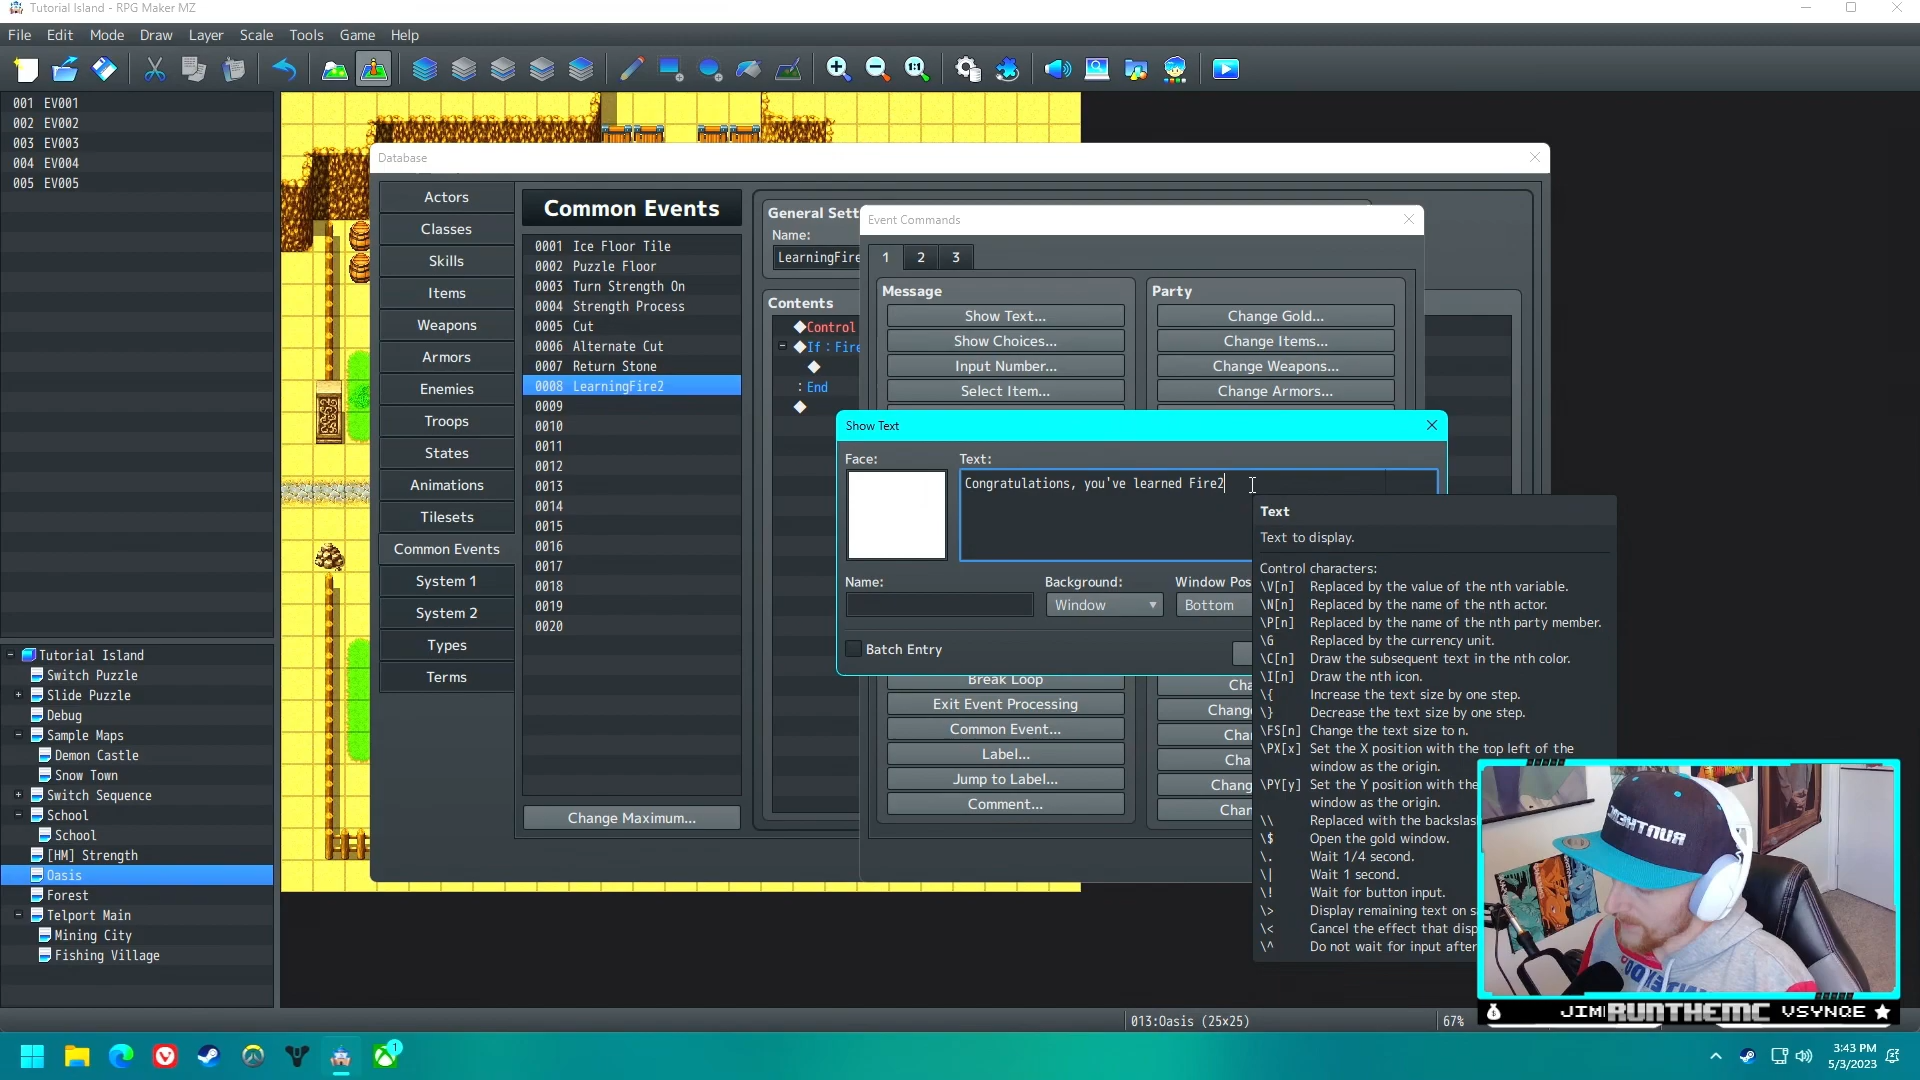 Tutorial Island - RPG Maker MZ
File Edit Mode Draw Layer Scale Tools Game Help
001 EV001
002 EV002
003 EV003
004 EV004
005 EV005
Tutorial Island
Switch Puzzle
Slide Puzzle
Debug
Sample Maps
Demon Castle
Snow Town
Switch Sequence
School
School
[HM] Strength
Oasis
Forest
Telport Main
Mining City
Fishing Village
Database
Actors
Classes
Skills
Items
Weapons
Armors
Enemies
Troops
States
Animations
Tilesets
Common Events
System 1
System 2
Types
Terms
Common Events
0001 Ice Floor Tile
0002 Puzzle Floor
0003 Turn Strength On
0004 Strength Process
0005 Cut
0006 Alternate Cut
0007 Return Stone
0008 LearningFire2
0009
0010
0011
0012
0013
0014
0015
0016
0017
0018
0019
0020
Change Maximum...
General Sett
Name:
LearningFire
Contents
◆Control
◆If：Fire
◆
：End
◆
Event Commands
1 2 3
Message
Show Text...
Show Choices...
Input Number...
Select Item...
Party
Change Gold...
Change Items...
Change Weapons...
Change Armors...
Show Text
Face:
Text:
Congratulations, you've learned Fire2
Name:
Background:
Window Pos
Window
Bottom
Batch Entry
Break Loop
Exit Event Processing
Common Event...
Label...
Jump to Label...
Comment...
Cha
Chang
Cha
Cha
Chang
Chan
Text
Text to display.
Control characters:
\V[n] Replaced by the value of the nth variable.
\N[n] Replaced by the name of the nth actor.
\P[n] Replaced by the name of the nth party member.
\G Replaced by the currency unit.
\C[n] Draw the subsequent text in the nth color.
\I[n] Draw the nth icon.
\{ Increase the text size by one step.
\} Decrease the text size by one step.
\FS[n] Change the text size to n.
\PX[x] Set the X position with the top left of the
window as the origin.
\PY[y] Set the Y position with the
window as the origin.
\\ Replaced with the backslas
\$ Open the gold window.
\. Wait 1/4 second.
\| Wait 1 second.
\! Wait for button input.
\> Display remaining text on s
\< Cancel the effect that disp
\^ Do not wait for input after
JIM RUNTHEMC VSYNQE
013:Oasis (25x25)
67%
1
3:43 PM
5/3/2023